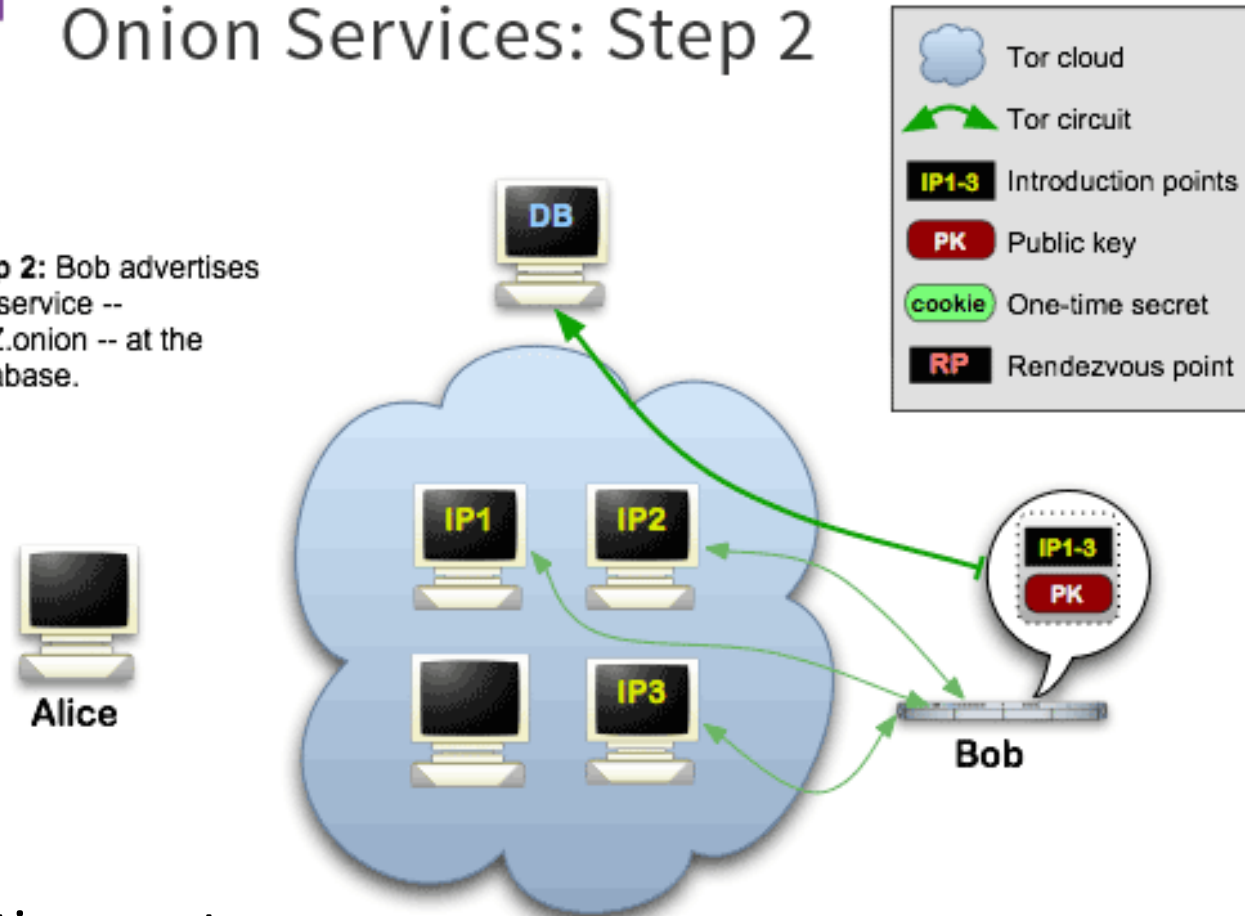 Onion Services: Step 2
Tor cloud
Tor circuit
IP1-3 Introduction points
PK Public key
cookie One-time secret
RP Rendezvous point
DB
2: Bob advertises
service --
.onion -- at the
IP1
IP2
IP1-3
PK
IP3
Alice
Bob